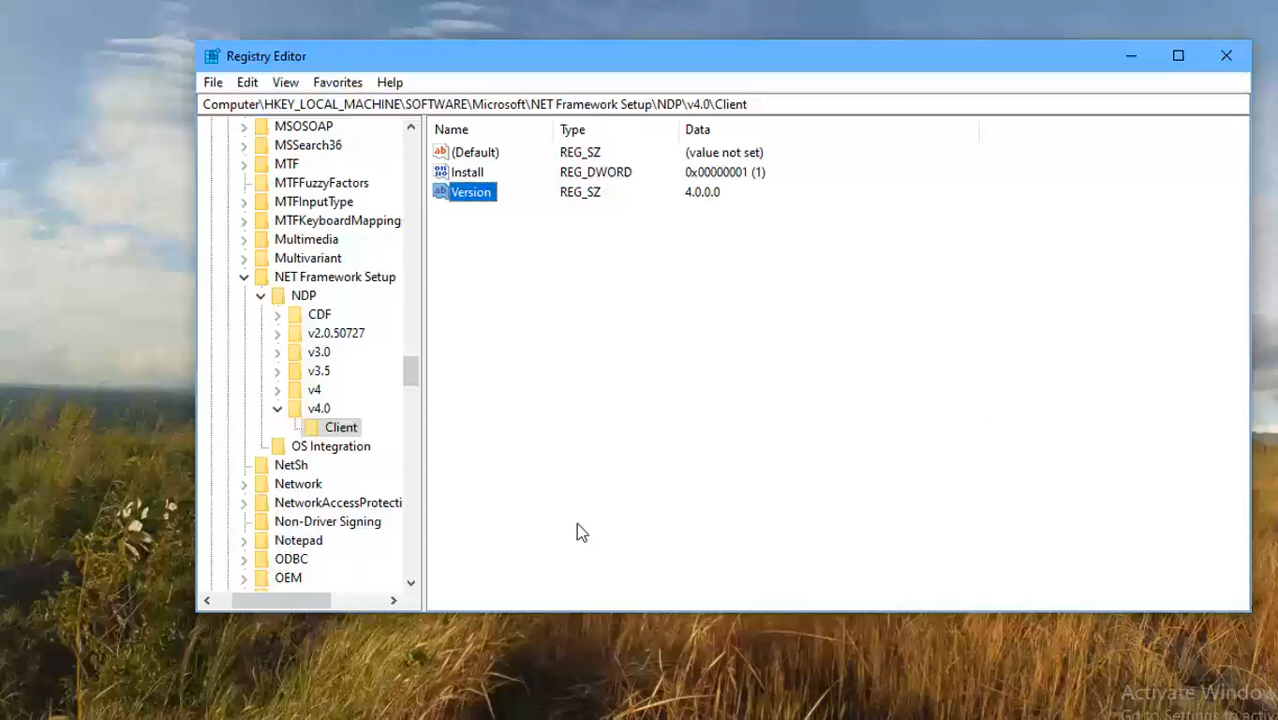 Registry Editor
File Edit View Favorites Help
Computer\HKEY_LOCAL_MACHINE\SOFTWARE\Microsoft\NET Framework Setup\NDP\v4.0\Client
MSOSOAP
MSSearch36
MTF
MTFFuzzyFactors
MTFInputType
MTFKeyboardMapping
Multimedia
Multivariant
NET Framework Setup
NDP
CDF
v2.0.50727
v3.0
v3.5
v4
v4.0
Client
OS Integration
NetSh
Network
NetworkAccessProtecti
Non-Driver Signing
Notepad
ODBC
OEM
Name Type Data
ab (Default) REG_SZ (value not set)
Install REG_DWORD 0x00000001 (1)
ab Version REG_SZ 4.0.0.0
Activate Window